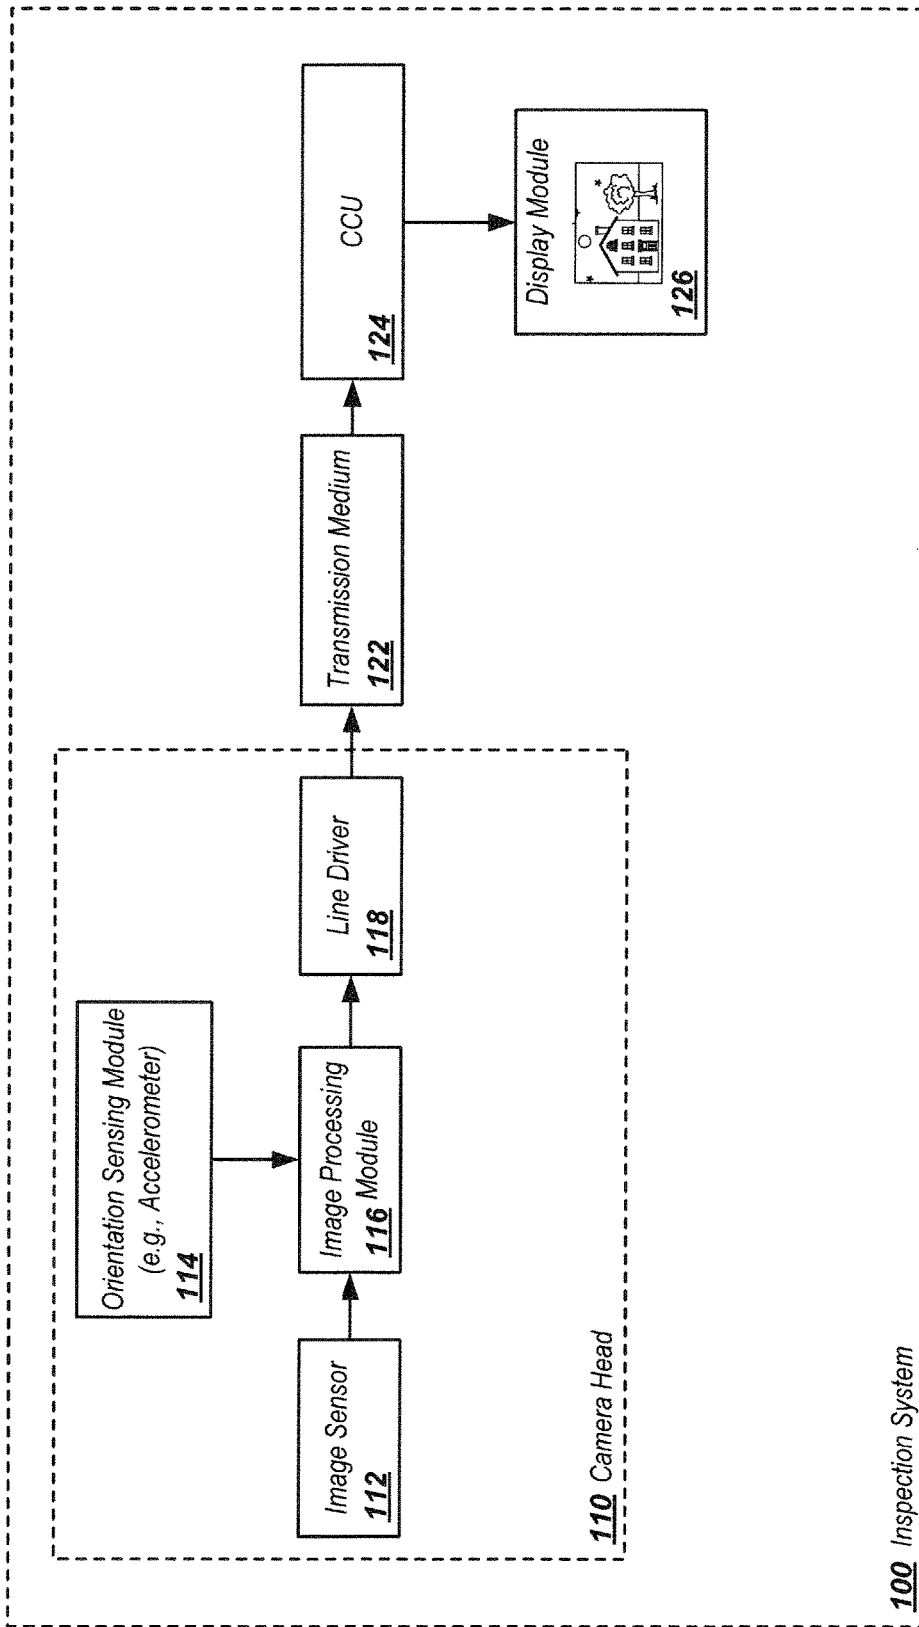 Orientation Sensing Module
(e.g., Accelerometer)
114
Image Sensor
112
Image Processing
116 Module
Line Driver
118
Transmission Medium
122
CCU
124
Display Module
126
110 Camera Head
100 Inspection System